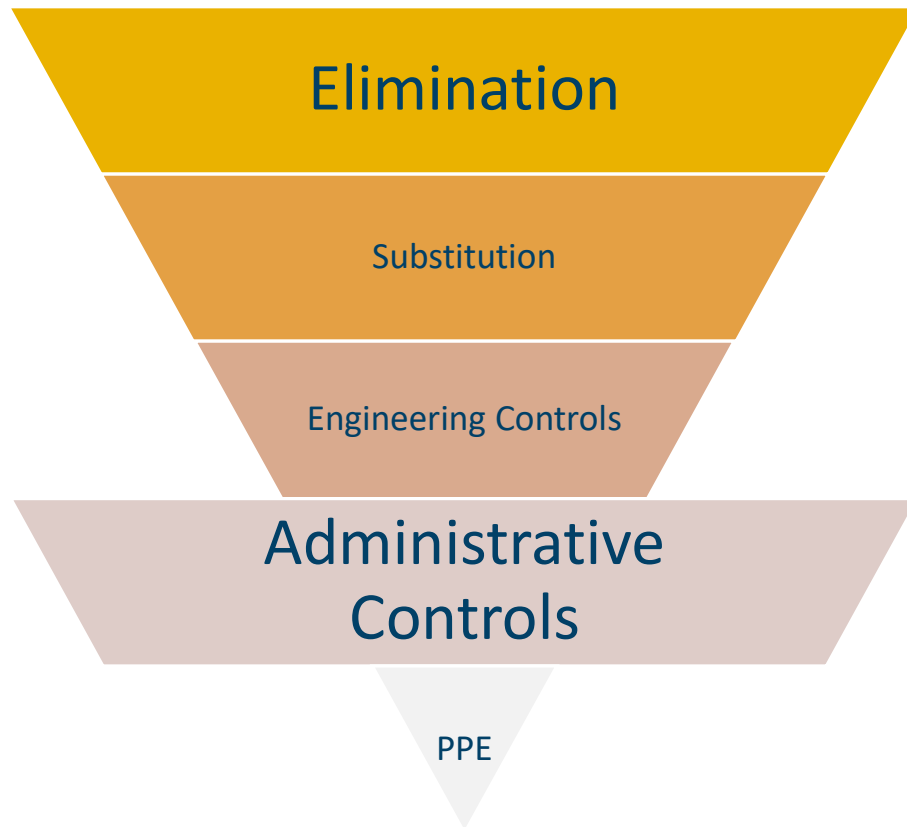 Elimination
Substitution
Engineering Controls
Administrative
Controls
PPE